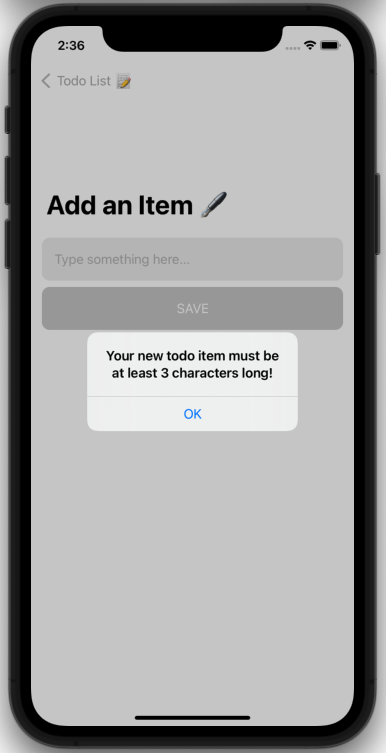 2:36
Todo List 📝
Add an Item 🖋️
Type something here...
SAVE
Your new todo item must be
at least 3 characters long!
OK